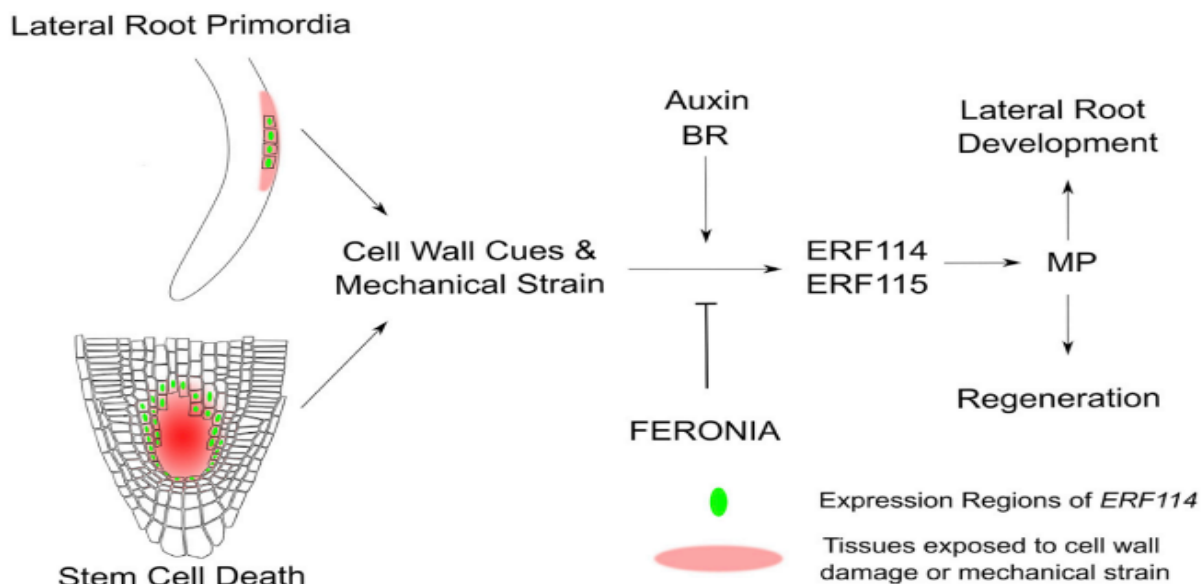 Lateral Root Primordia
Auxin
BR
Lateral Root
Development
Cell Wall Cues &
Mechanical Strain
ERF114
ERF115
MP
FERONIA
Regeneration
Expression Regions of ERF114
Tissues exposed to cell wall
damage or mechanical strain
Stem Cell Death